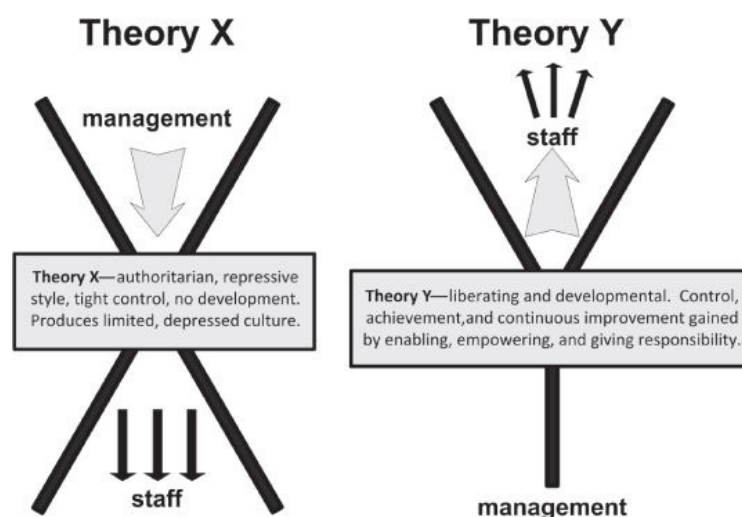 Theory X
management
Theory X—authoritarian, repressive
style, tight control, no development.
Produces limited, depressed culture.
staff
Theory Y
staff
Theory Y—liberating and developmental. Control,
achievement,and continuous improvement gained
by enabling, empowering, and giving responsibility.
management